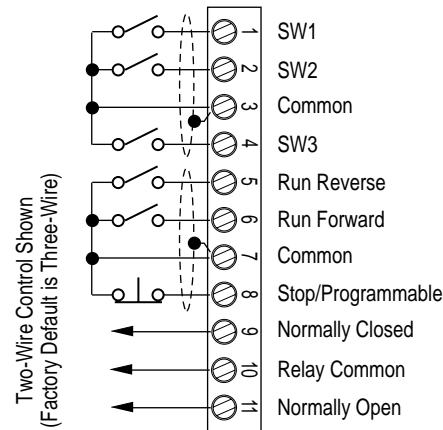 1 SW1
2 SW2
3 Common
4 SW3
5 Run Reverse
6 Run Forward
7 Common
8 Stop/Programmable
9 Normally Closed
10 Relay Common
11 Normally Open
Two-Wire Control Shown
(Factory Default is Three-Wire)